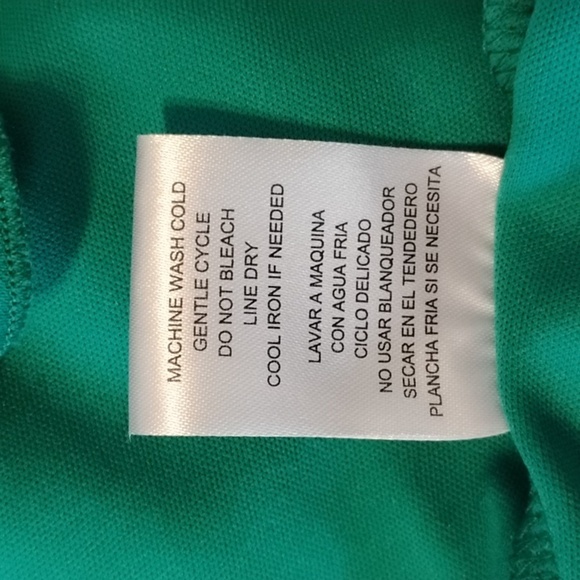 MACHINE WASH COLD
GENTLE CYCLE
DO NOT BLEACH
LINE DRY
COOL IRON IF NEEDED
LAVAR A MAQUINA
CON AGUA FRIA
CICLO DELICADO
NO USAR BLANQUEADOR
SECAR EN EL TENDEDERO
PLANCHA FRIA SI SE NECESITA